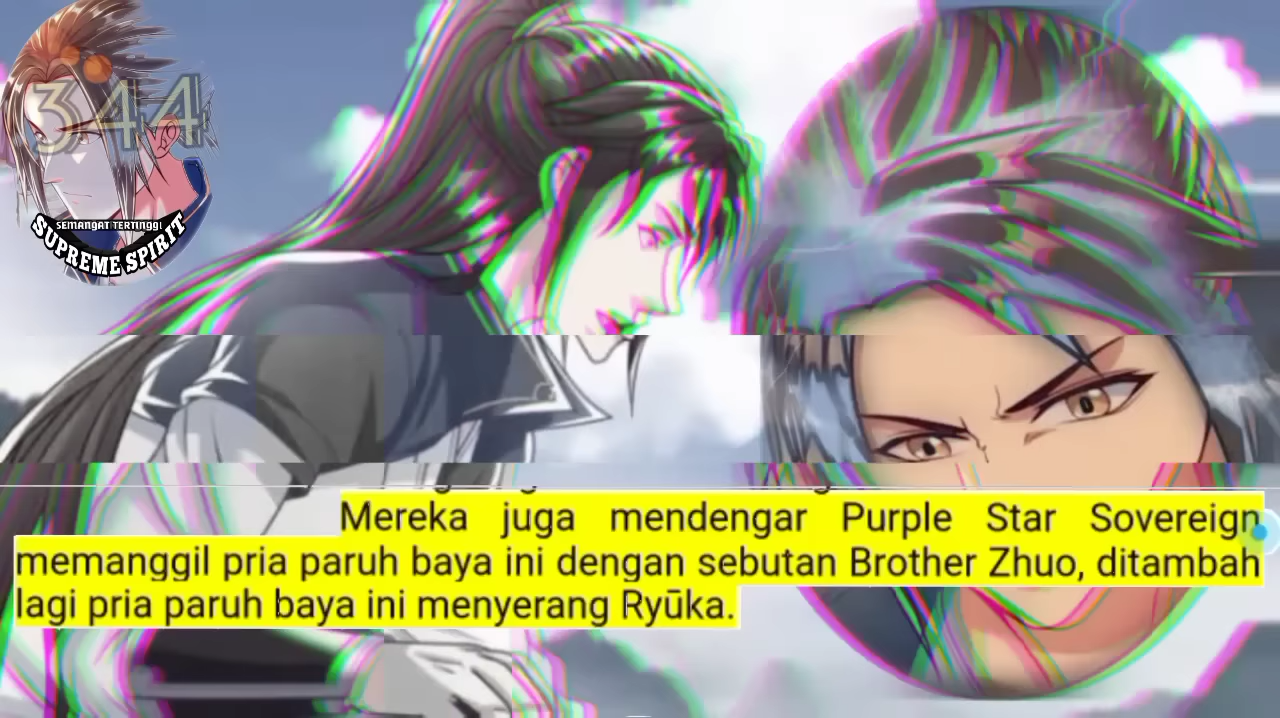 344
SEMANGAT TERTINGGI
SUPREME SPIRIT
Mereka juga mendengar Purple Star Sovereign
memanggil pria paruh baya ini dengan sebutan Brother Zhuo, ditambah
lagi pria paruh baya ini menyerang Ryūka.